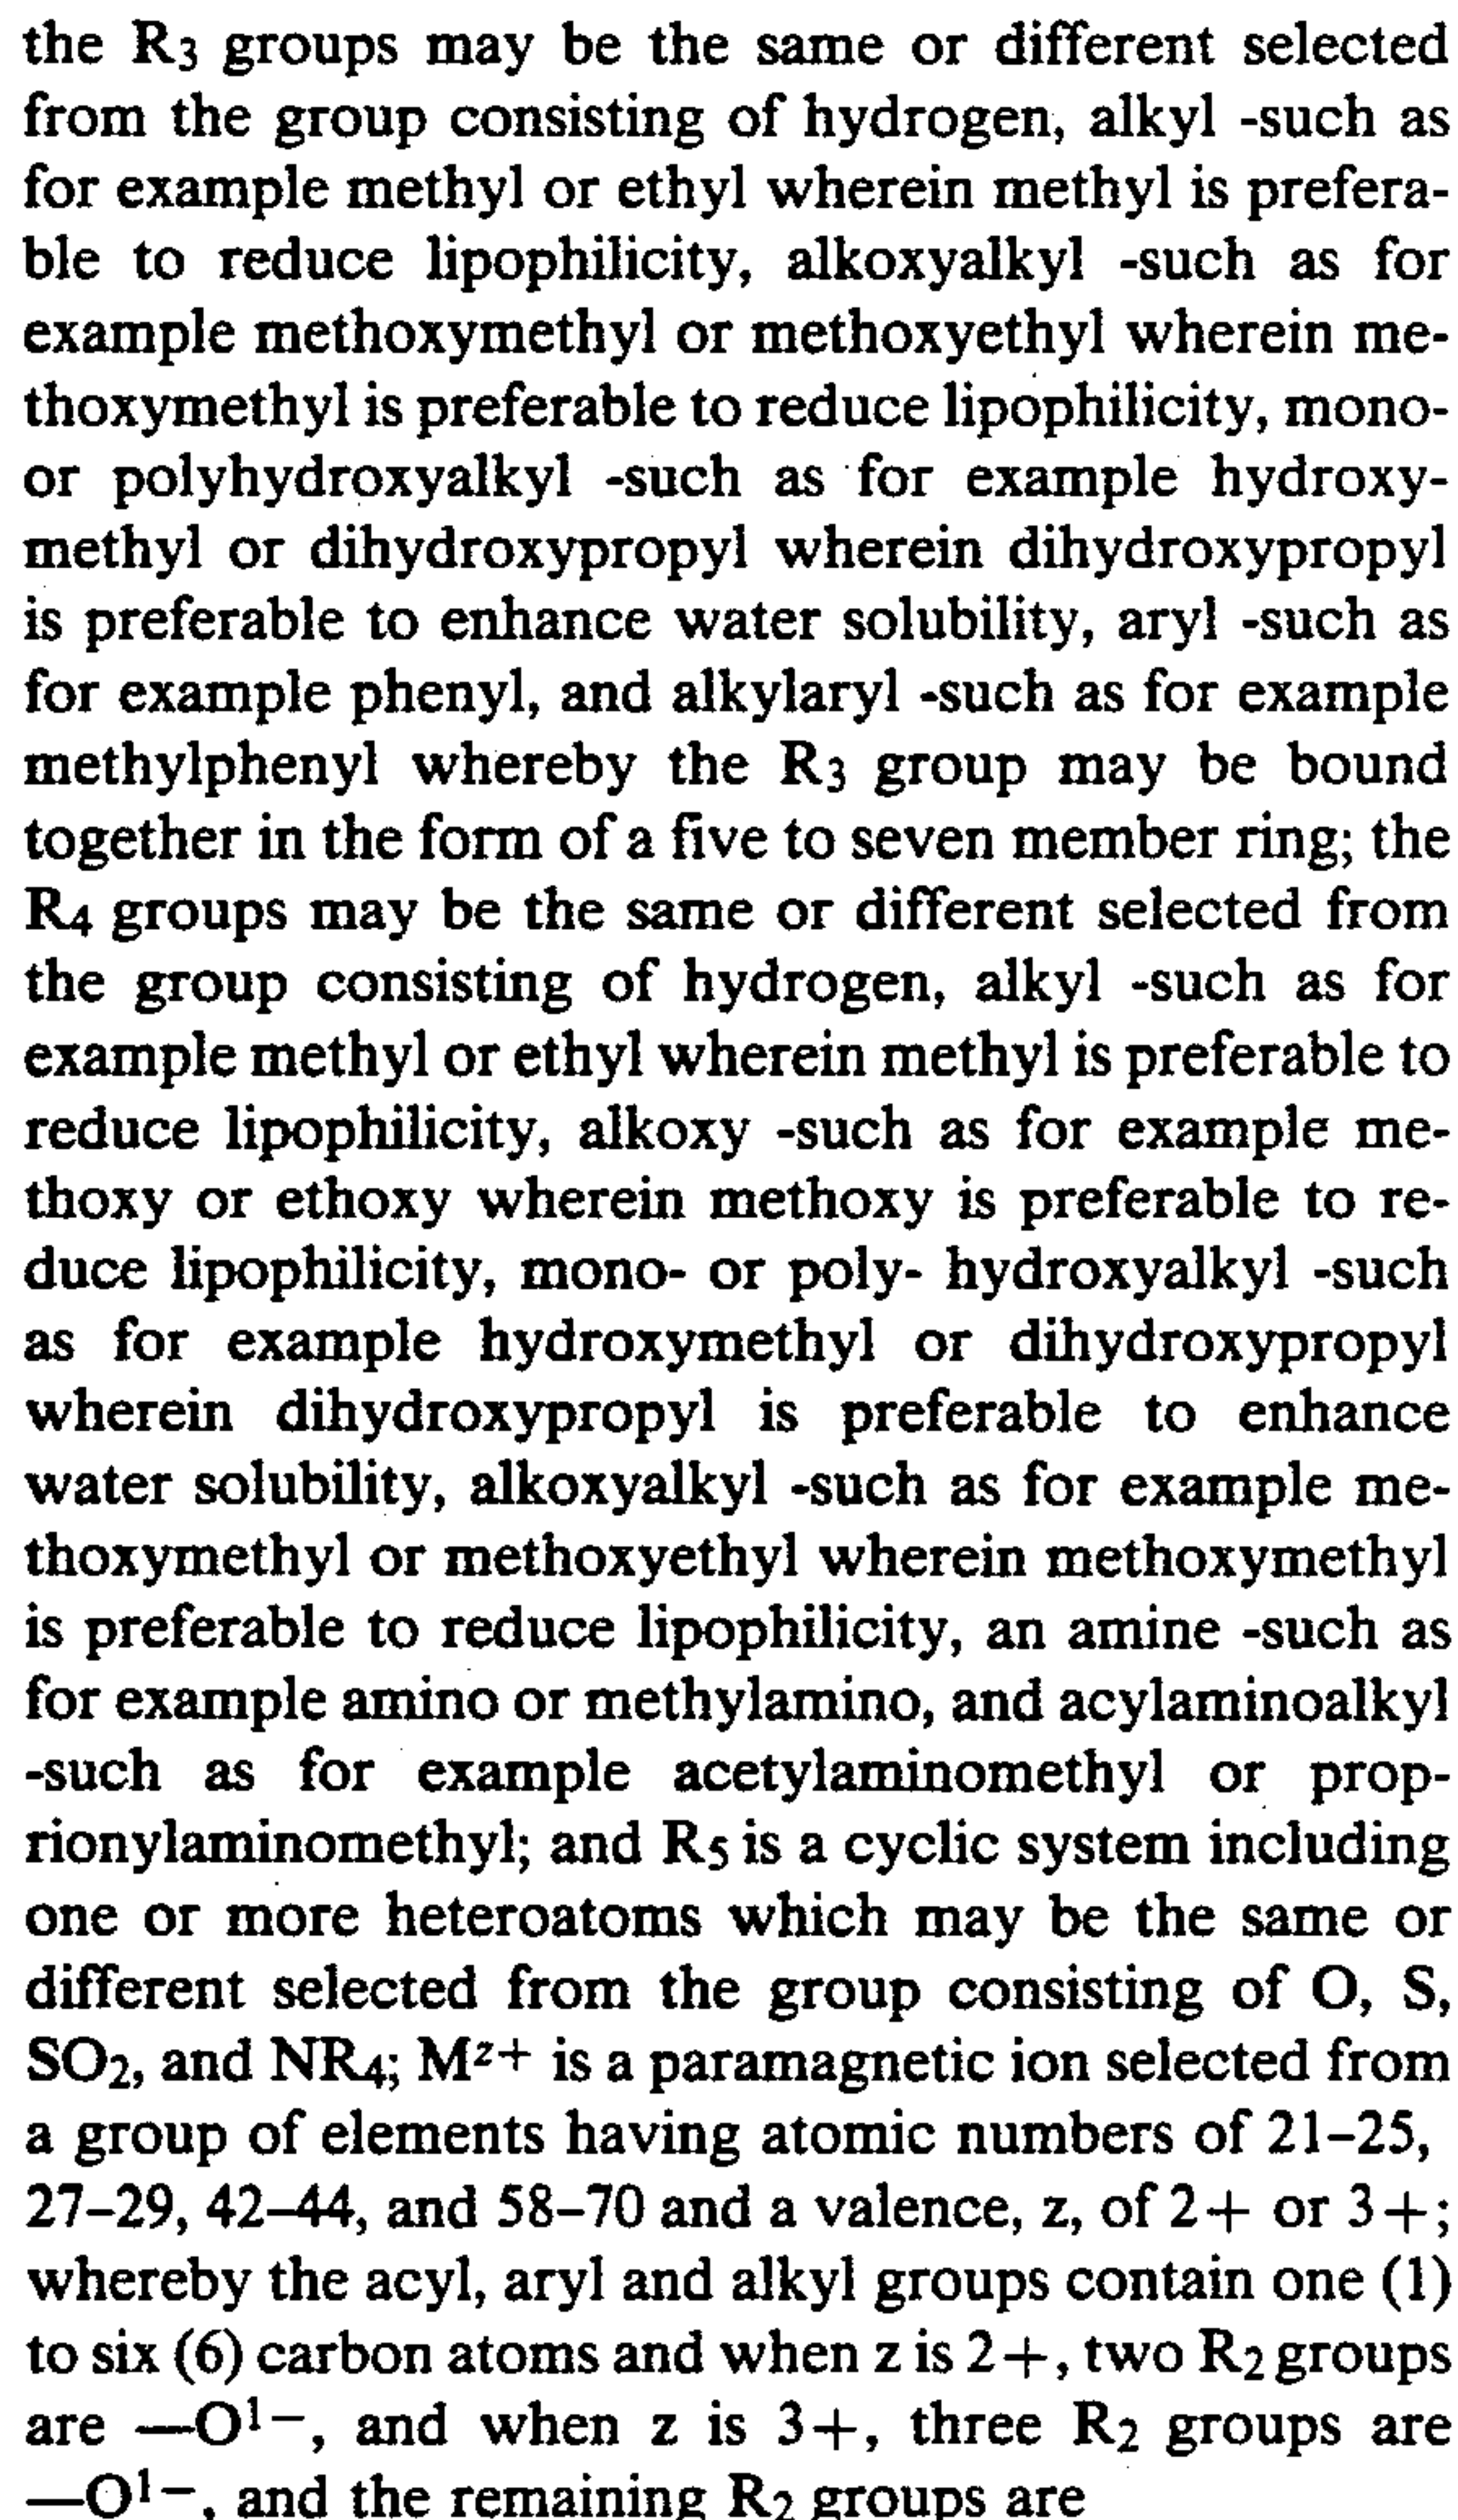 the R3 groups may be the same or different selected
from the group consisting of hydrogen, alkyl -such as
for example methyl or ethyl wherein methyl is prefera-
ble to reduce lipophilicity, alkoxyalkyl -such as for
example methoxymethyl or methoxyethyl wherein me-
thoxymethyl is preferable to reduce lipophilicity, mono-
or polyhydroxyalkyl -such as for example hydroxy-
methyl or dihydroxypropyl wherein dihydroxypropyl
is preferable to enhance water solubility, aryl -such as
for example phenyl, and alkylaryl -such as for example
methylphenyl whereby the R3 group may be bound
together in the form of a five to seven member ring; the
R4 groups may be the same or different selected from
the group consisting of hydrogen, alkyl -such as for
example methyl or ethyl wherein methyl is preferable to
reduce lipophilicity, alkoxy -such as for example me-
thoxy or ethoxy wherein methoxy is preferable to re-
duce lipophilicity, mono- or poly- hydroxyalkyl -such
as for example hydroxymethyl or dihydroxypropyl
wherein dihydroxypropyl is preferable to enhance
water solubility, alkoxyalkyl -such as for example me-
thoxymethyl or methoxyethyl wherein methoxymethyl
is preferable to reduce lipophilicity, an amine -such as
for example amino or methylamino, and acylaminoalkyl
-such as for example acetylaminomethyl or prop-
rionylaminomethyl; and R5 is a cyclic system including
one or more heteroatoms which may be the same or
different selected from the group consisting of O, S,
SO2, and NR4; M^z+ is a paramagnetic ion selected from
a group of elements having atomic numbers of 21–25,
27–29, 42–44, and 58–70 and a valence, z, of 2+ or 3+;
whereby the acyl, aryl and alkyl groups contain one (1)
to six (6) carbon atoms and when z is 2+, two R2 groups
are —O^1−, and when z is 3+, three R2 groups are
—O^1−, and the remaining R2 groups are